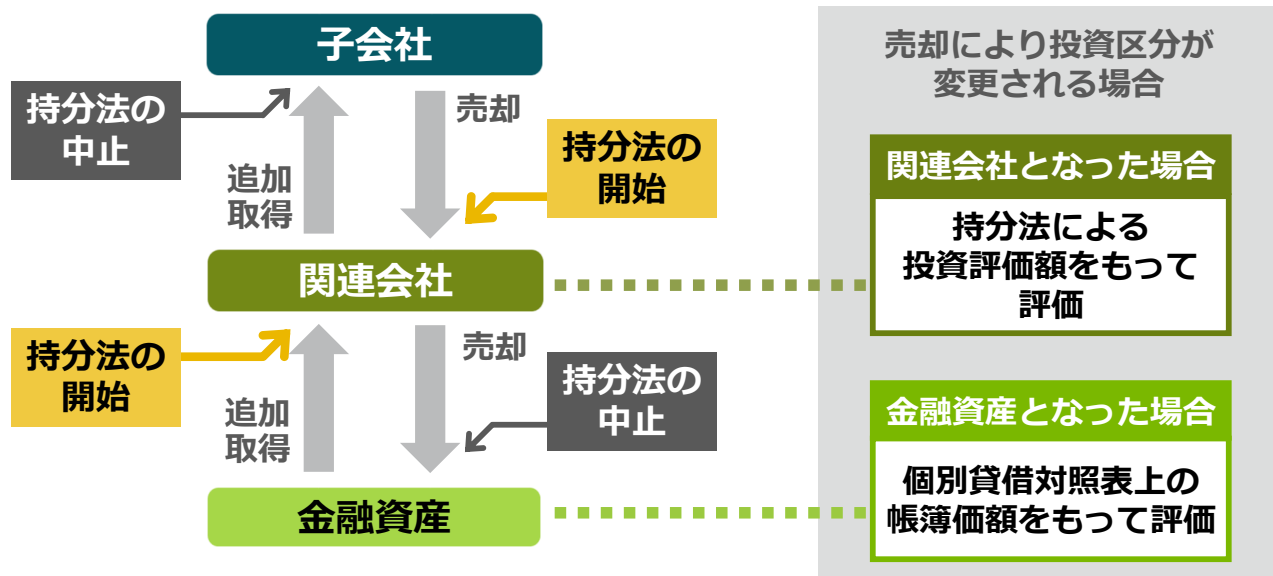 子会社
持分法の
中止
売却
追加
取得
持分法の
開始
関連会社
持分法の
開始
売却
追加
取得
持分法の
中止
金融資産
売却により投資区分が
変更される場合
関連会社となった場合
持分法による
投資評価額をもって
評価
金融資産となった場合
個別貸借対照表上の
帳簿価額をもって評価